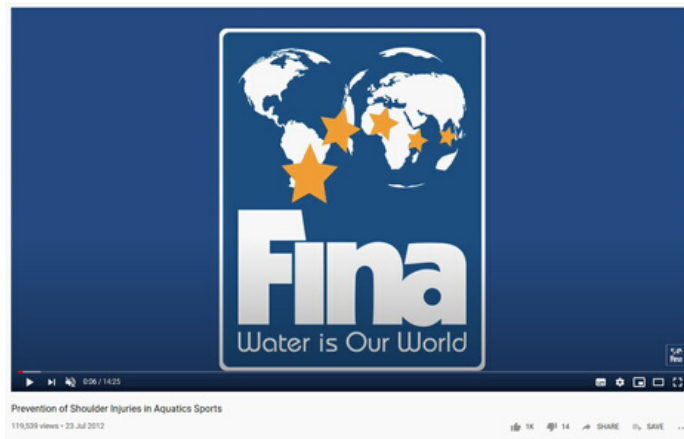 Fina
Water is Our World
Fina
0:06 / 14:25
Prevention of Shoulder Injuries in Aquatics Sports
119,539 views • 23 Jul 2012
1K
14
SHARE
SAVE